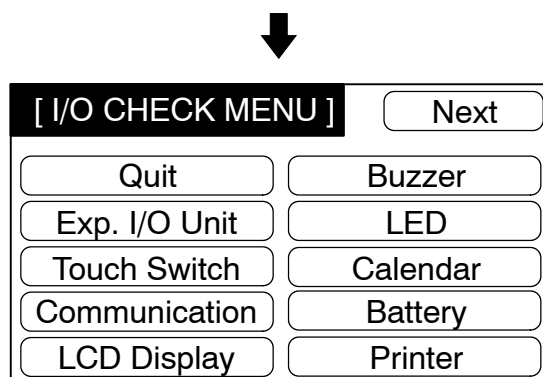 [ I/O CHECK MENU ] Next
Quit Buzzer
Exp. I/O Unit LED
Touch Switch Calendar
Communication Battery
LCD Display Printer